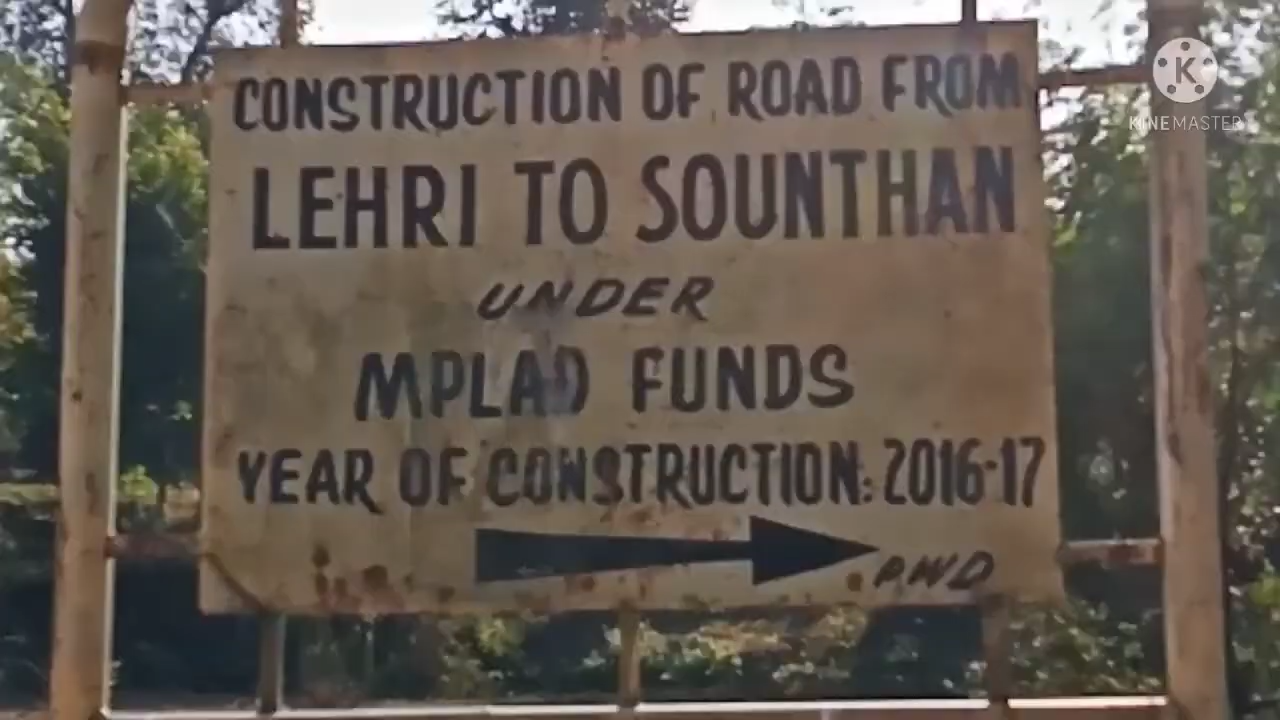 CONSTRUCTION OF ROAD FROM
LEHRI TO SOUNTHAN
UNDER
MPLAD FUNDS
YEAR OF CONSTRUCTION: 2016-17
PWD
K
KINEMASTER